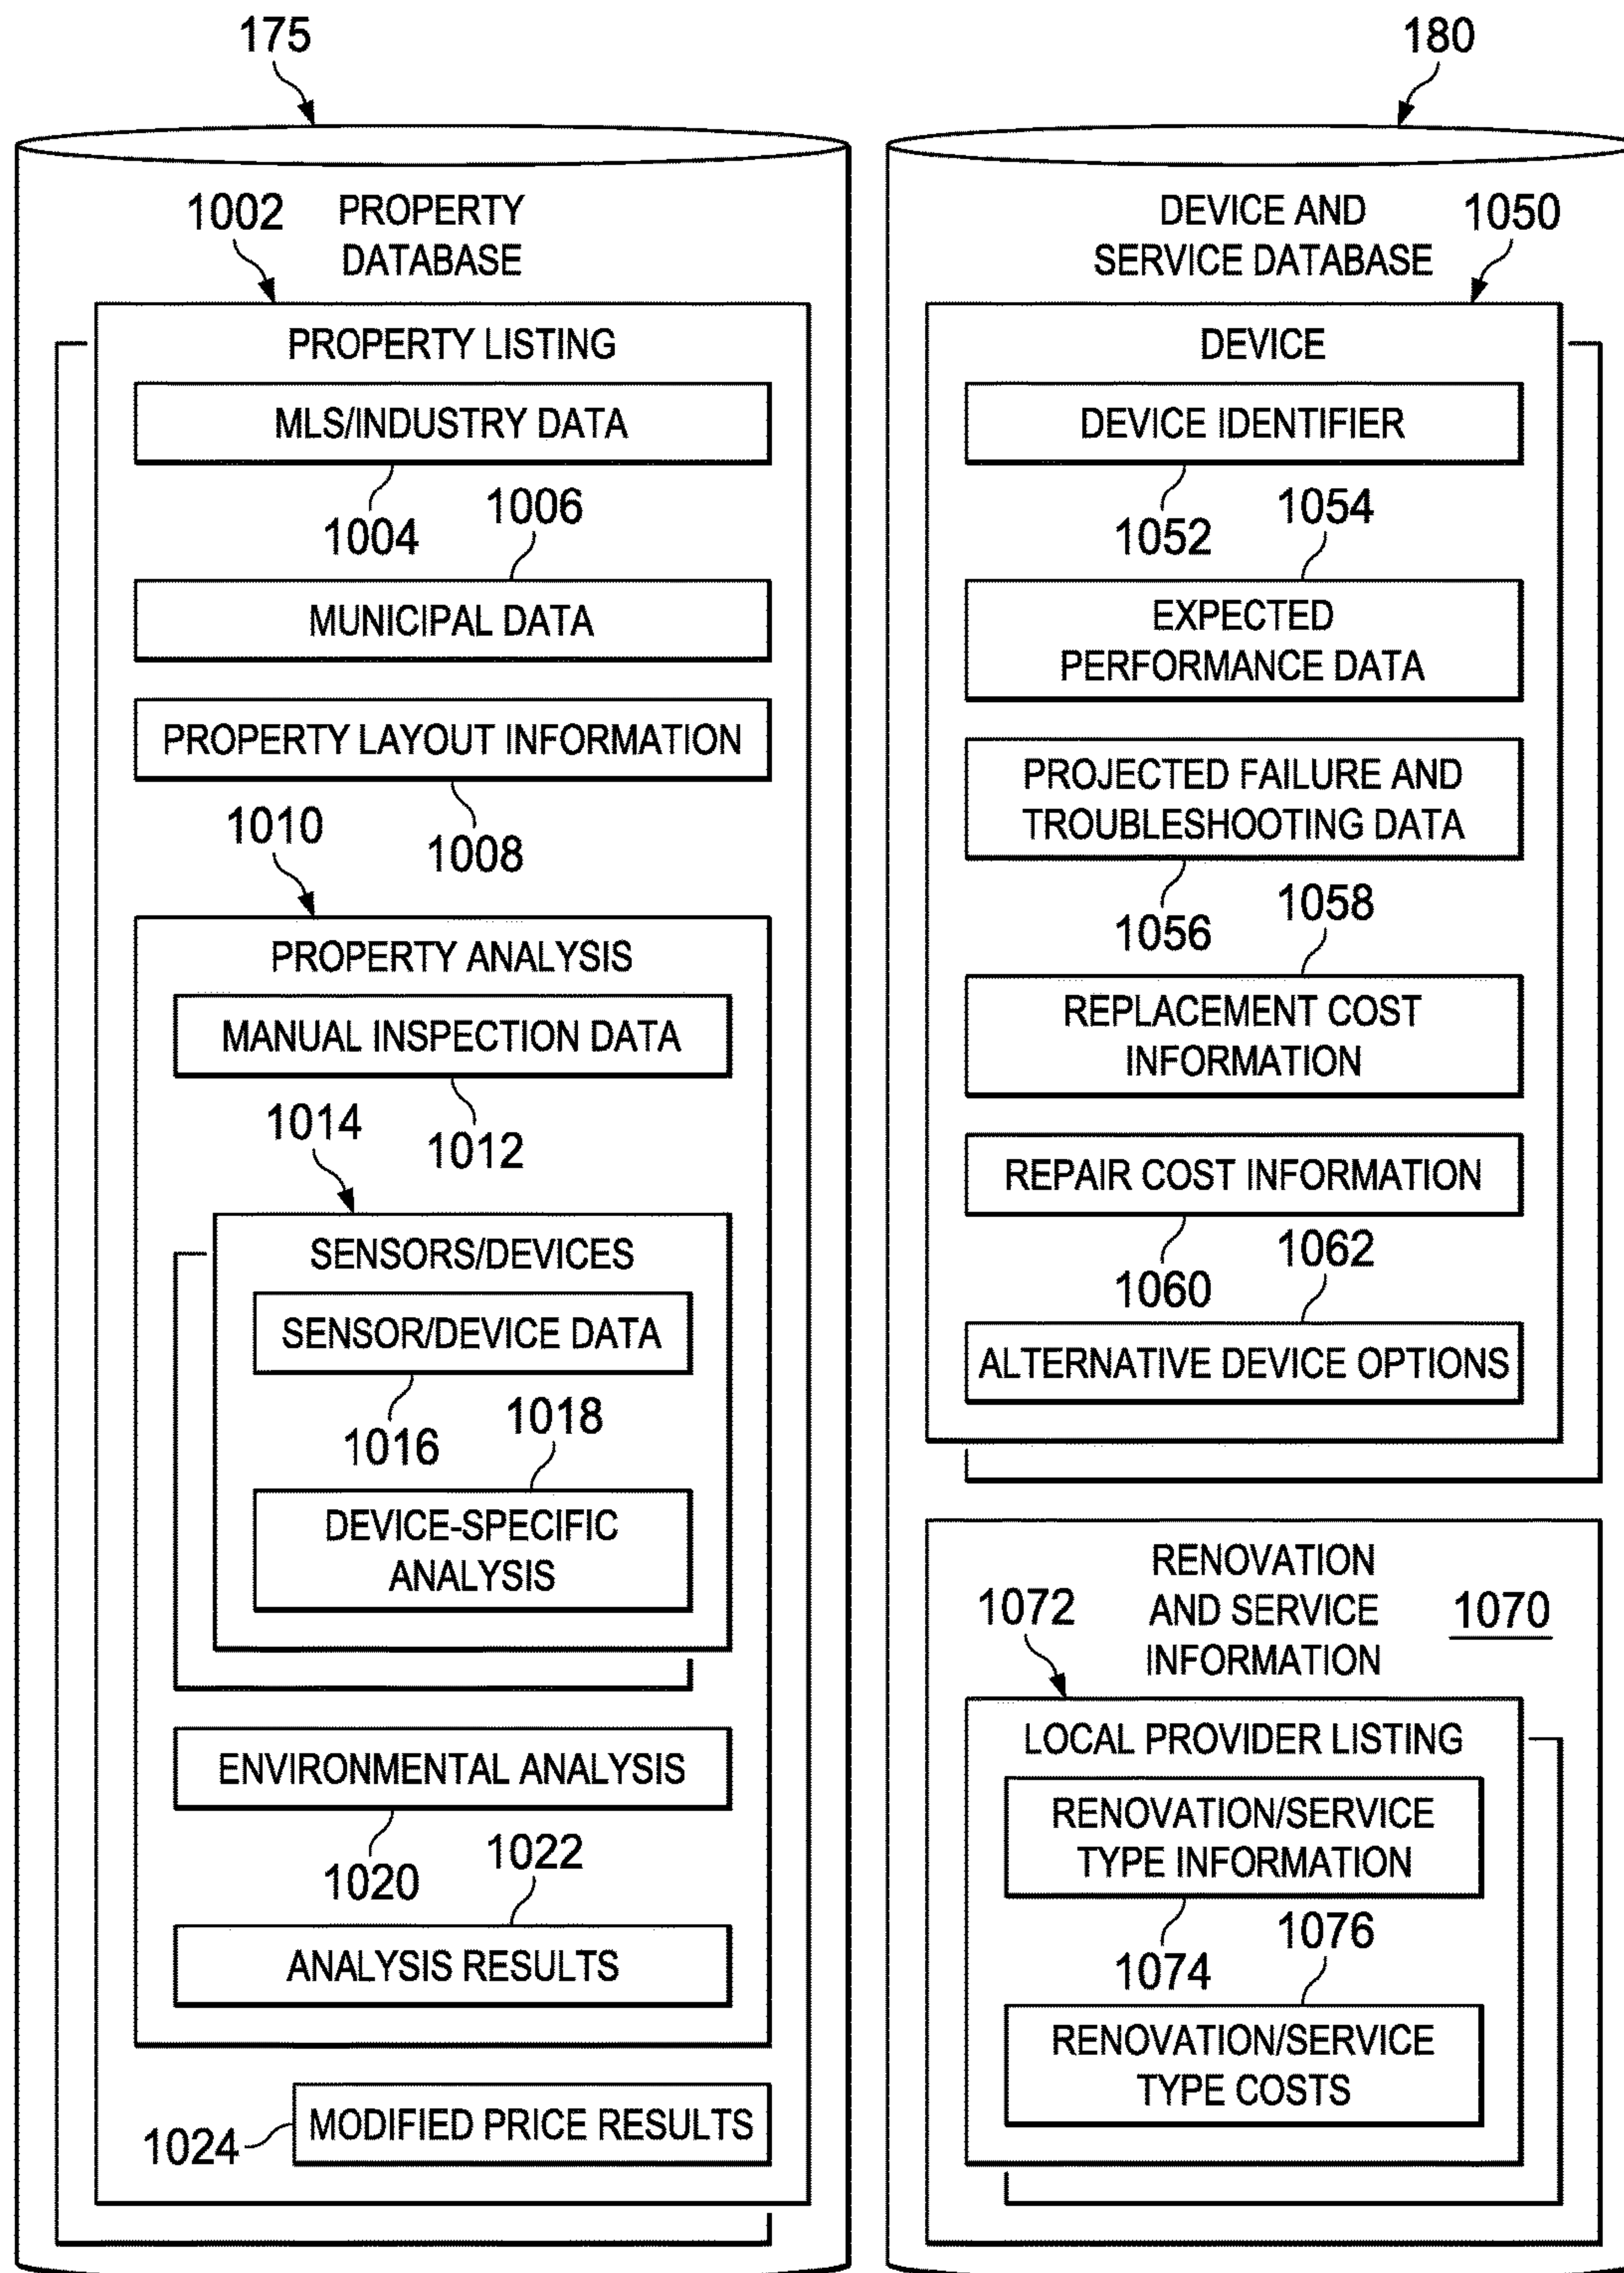 175
1002
PROPERTY
DATABASE
PROPERTY LISTING
MLS/INDUSTRY DATA
1004
1006
MUNICIPAL DATA
PROPERTY LAYOUT INFORMATION
1008
1010
PROPERTY ANALYSIS
MANUAL INSPECTION DATA
1012
1014
SENSORS/DEVICES
SENSOR/DEVICE DATA
1016
1018
DEVICE-SPECIFIC
ANALYSIS
ENVIRONMENTAL ANALYSIS
1020
1022
ANALYSIS RESULTS
MODIFIED PRICE RESULTS
1024
180
DEVICE AND
SERVICE DATABASE
1050
DEVICE
DEVICE IDENTIFIER
1052
1054
EXPECTED
PERFORMANCE DATA
PROJECTED FAILURE AND
TROUBLESHOOTING DATA
1056
1058
REPLACEMENT COST
INFORMATION
REPAIR COST INFORMATION
1060
1062
ALTERNATIVE DEVICE OPTIONS
RENOVATION
AND SERVICE
INFORMATION
1070
1072
LOCAL PROVIDER LISTING
RENOVATION/SERVICE
TYPE INFORMATION
1074
1076
RENOVATION/SERVICE
TYPE COSTS